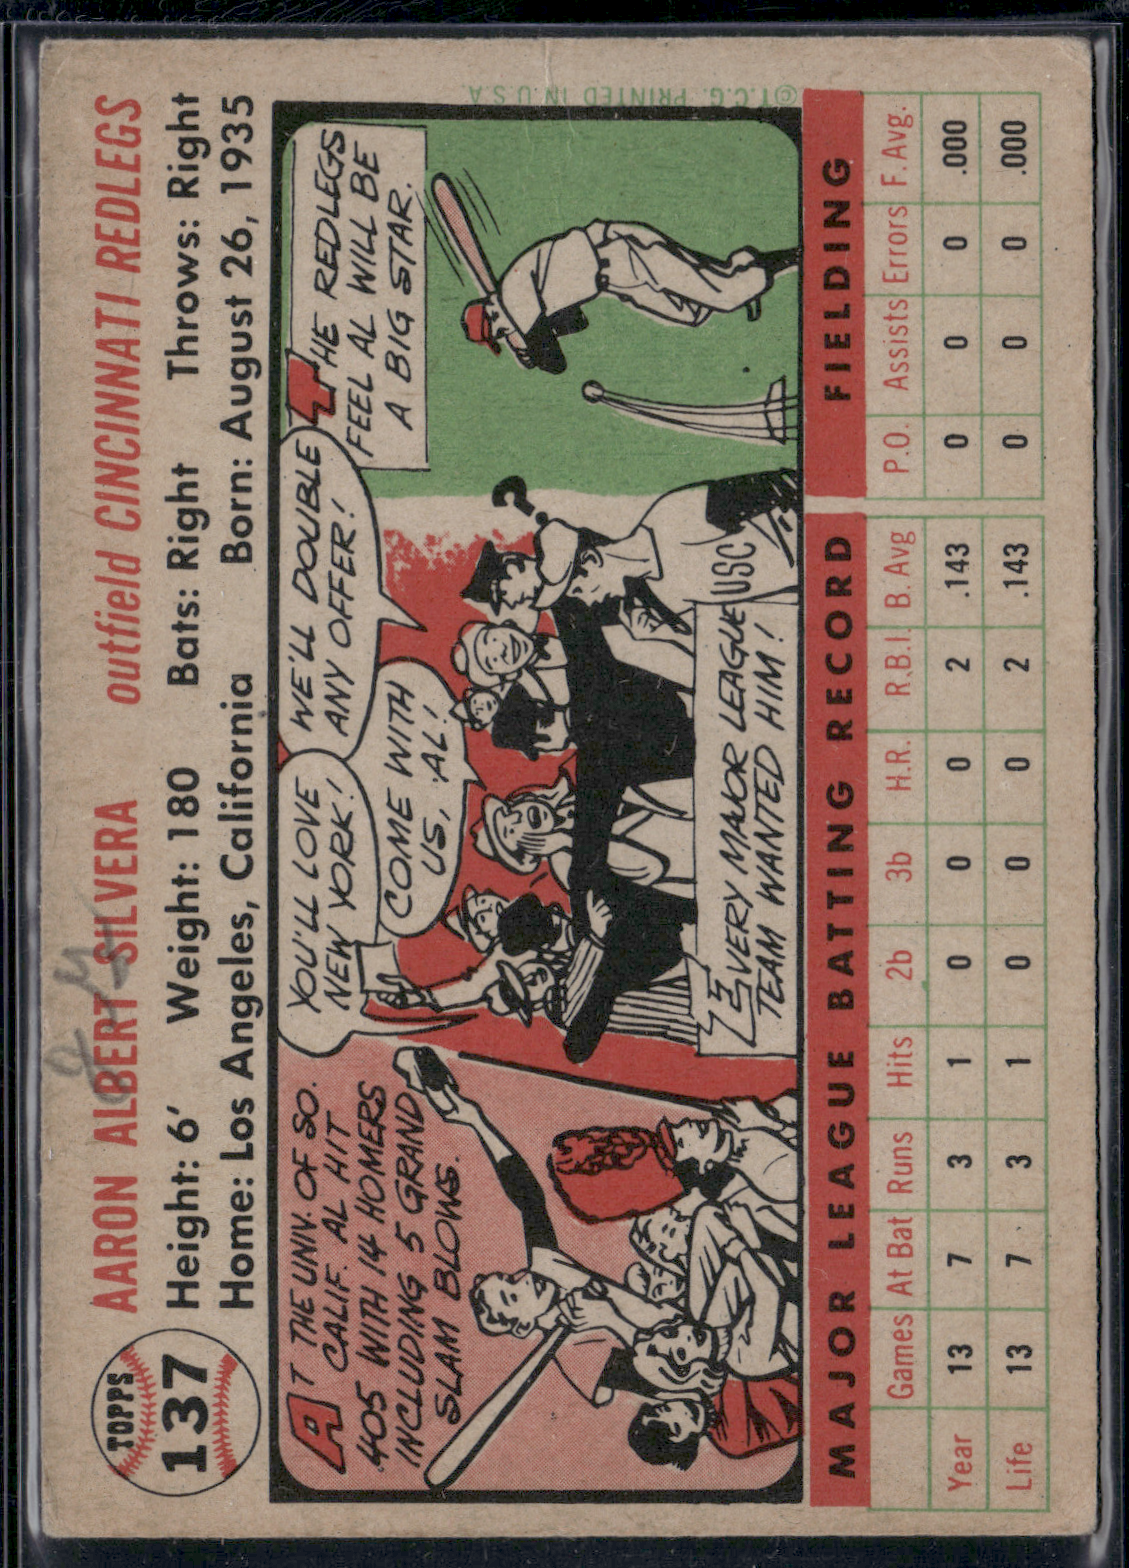 TOPPS
137
AARON ALBERT SILVERA outfield CINCINNATI REDLEGS
Height: 6' Weight: 180 Bats: Right Throws: Right
Home: Los Angeles, California Born: August 26, 1935
AT THE UNIV. OF SO.
CALIF. AL HIT
.405 WITH 14 HOMERS
INCLUDING 5 GRAND
SLAM BLOWS.
YOU'LL LOVE
NEW YORK!
COME WITH
US, AL!
WE'LL DOUBLE
ANY OFFER!
USC
EVERY MAJOR LEAGUE
TEAM WANTED HIM!
THE REDLEGS
FEEL AL WILL BE
A BIG STAR.
©T.C.G. PRINTED IN U.S.A.
MAJOR LEAGUE BATTING RECORD FIELDING
Games At Bat Runs Hits 2b 3b H.R. R.B.I. B. Avg P.O. Assists Errors F. Avg.
Year 13 7 3 1 0 0 0 2 .143 0 0 0 .000
Life 13 7 3 1 0 0 0 2 .143 0 0 0 .000